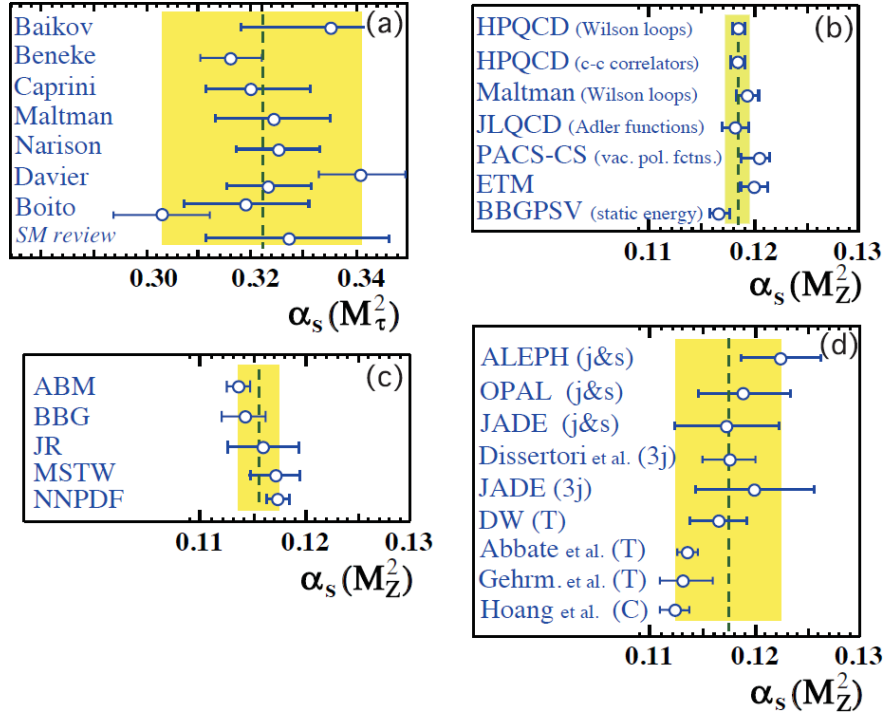 (a)
Baikov
Beneke
Caprini
Maltman
Narison
Davier
Boito
SM review
0.30 0.32 0.34
αs(Mτ²)
(b)
HPQCD (Wilson loops)
HPQCD (c-c correlators)
Maltman (Wilson loops)
JLQCD (Adler functions)
PACS-CS (vac. pol. fctns.)
ETM
BBGPSV (static energy)
0.11 0.12 0.13
αs(MZ²)
(c)
ABM
BBG
JR
MSTW
NNPDF
0.11 0.12 0.13
αs(MZ²)
(d)
ALEPH (j&s)
OPAL (j&s)
JADE (j&s)
Dissertori et al. (3j)
JADE (3j)
DW (T)
Abbate et al. (T)
Gehrm. et al. (T)
Hoang et al. (C)
0.11 0.12 0.13
αs(MZ²)